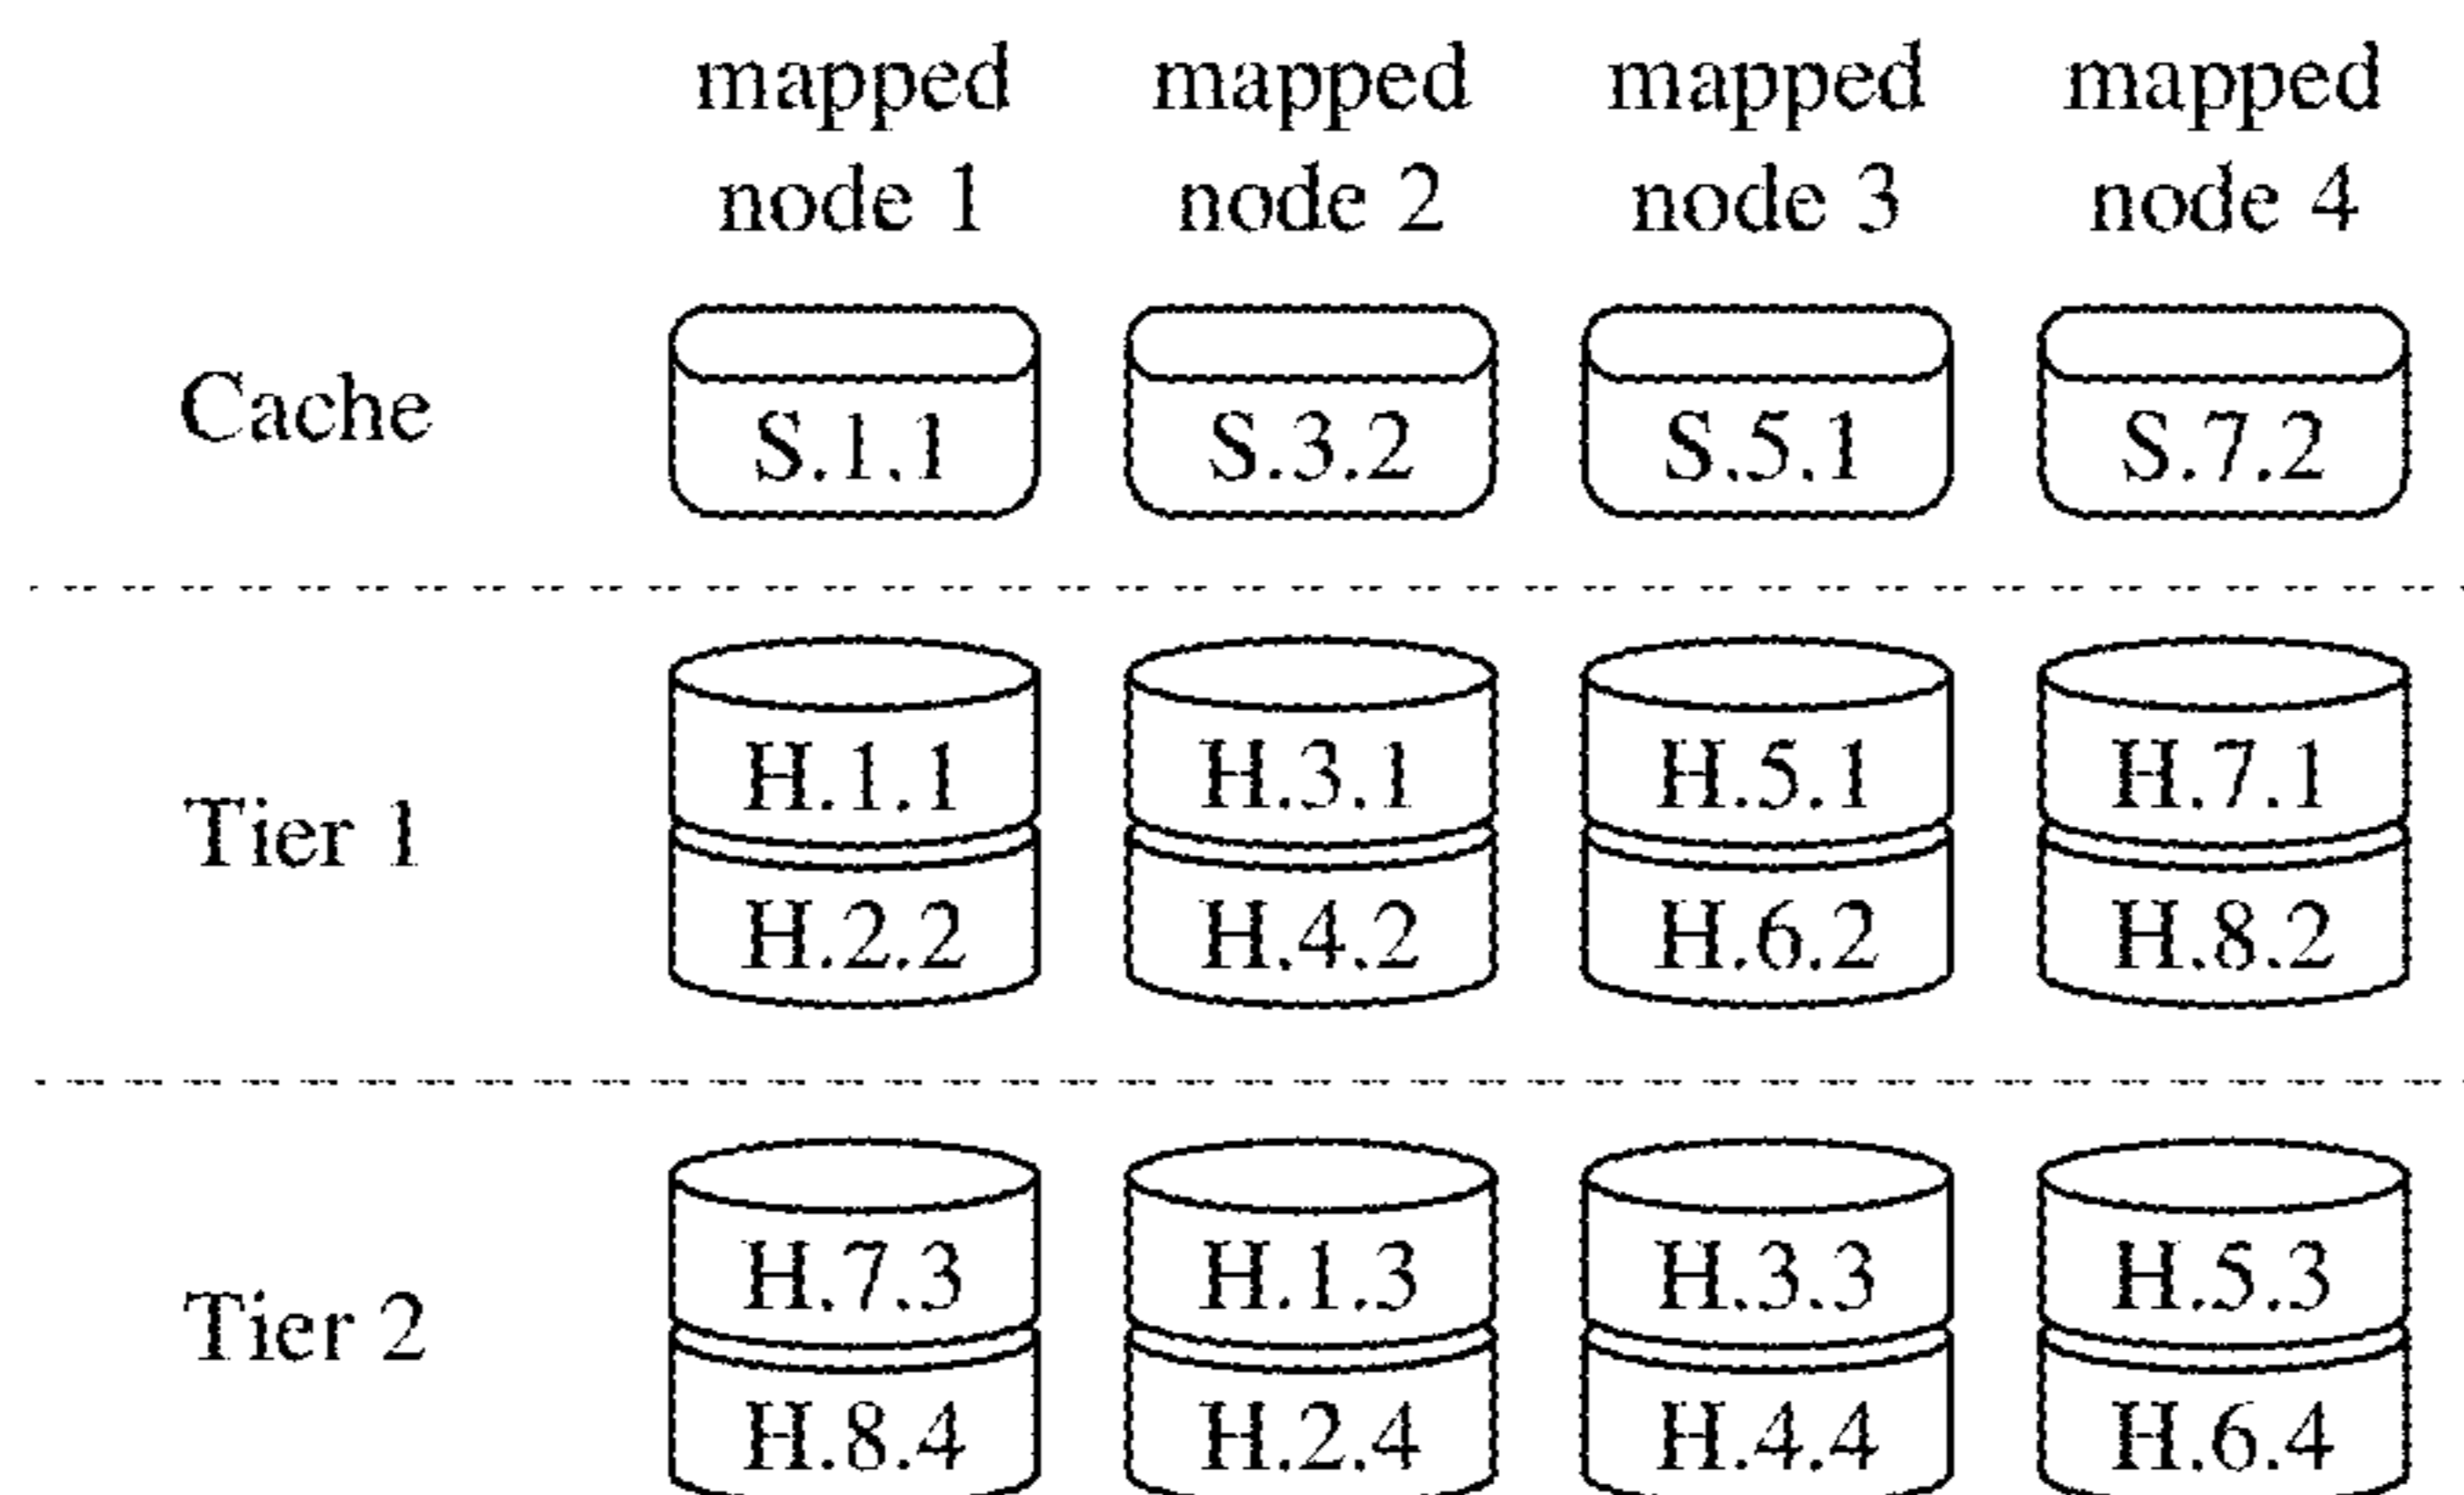 mapped mapped mapped mapped
node 1 node 2 node 3 node 4
Cache S.1.1 S.3.2 S.5.1 S.7.2
H.1.1 H.3.1 H.5.1 H.7.1
Tier 1
H.2.2 H.4.2 H.6.2 H.8.2
H.7.3 H.1.3 H.3.3 H.5.3
Tier 2
H.8.4 H.2.4 H.4.4 H.6.4